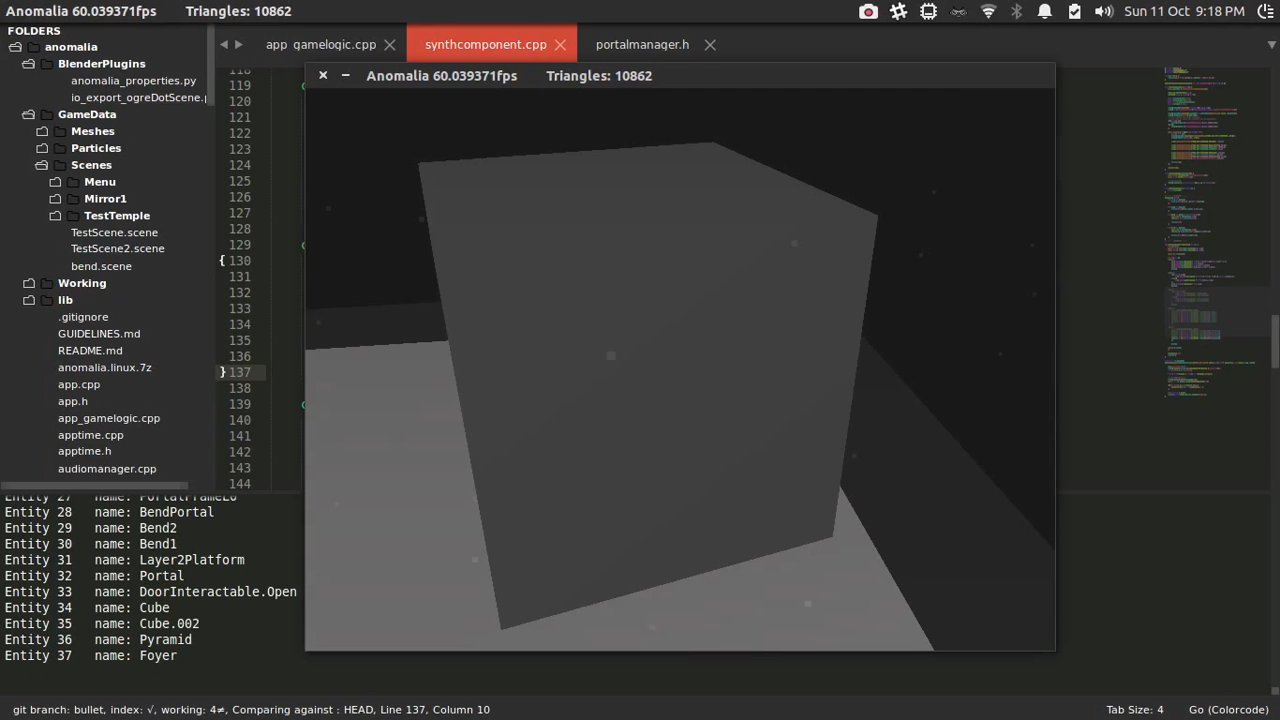 Anomalia 60.039371fps Triangles: 10862
Sun 11 Oct 9:18 PM
FOLDERS
anomalia
BlenderPlugins
anomalia_properties.py
io_export_ogreDotScene.p
GameData
Meshes
Particles
Scenes
Menu
Mirror1
TestTemple
TestScene.scene
TestScene2.scene
bend.scene
Working
lib
.gitignore
GUIDELINES.md
README.md
anomalia.linux.7z
app.cpp
app.h
app_gamelogic.cpp
apptime.cpp
apptime.h
audiomanager.cpp
app_gamelogic.cpp
synthcomponent.cpp
portalmanager.h
118
119
120
121
122
123
124
125
126
127
128
129
{130
131
132
133
134
135
136
}137
138
139
140
141
142
143
144
Anomalia 60.039371fps Triangles: 10862
Entity 27 name: PortalFrameLo
Entity 28 name: BendPortal
Entity 29 name: Bend2
Entity 30 name: Bend1
Entity 31 name: Layer2Platform
Entity 32 name: Portal
Entity 33 name: DoorInteractable.Open
Entity 34 name: Cube
Entity 35 name: Cube.002
Entity 36 name: Pyramid
Entity 37 name: Foyer
git branch: bullet, index: √, working: 4≠, Comparing against : HEAD, Line 137, Column 10
Tab Size: 4
Go (Colorcode)